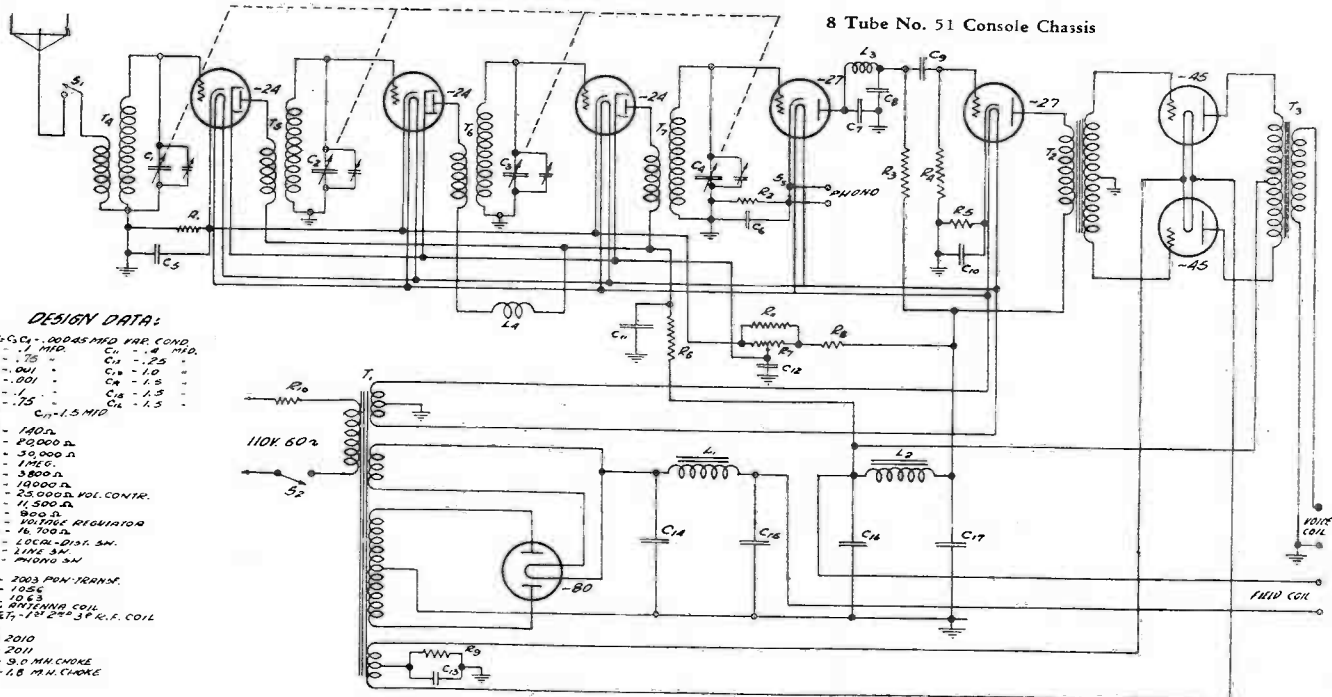 8 Tube No. 51 Console Chassis
S1
T4
C1
-24
T5
C2
-24
T6
C3
-24
T7
C4
-27
L3
C9
C8
C7
-27
T2
-45
-45
T3
S3
PHONO
R2
C6
R3
R4
R5
C10
R1
C5
L4
C11
R6
R7
R8
C12
DESIGN DATA:
C3 C4 - .00045 MFD VAR. COND.
- .1 MFD. C11 - .4 MFD.
- .75 " C12 - .25 "
- .001 " C13 - 1.0 "
- .001 " C14 - 1.5 "
- .1 " C15 - 1.5 "
- .75 " C16 - 1.5 "
C17 - 1.5 MFD
- 140 Ω
- 20,000 Ω
- 50,000 Ω
- 1 MEG.
- 3800 Ω
- 10000 Ω
- 25,000 Ω VOL. CONTR.
- 11,500 Ω
- 800 Ω
- VOLTAGE REGULATOR
- 16,700 Ω
- LOCAL-DIST. SW.
- LINE SW.
- PHONO SW
- 2003 POW-TRANSF.
- 1056
- 1063
ANTENNA COIL
T7 - 1ST 2ND 3RD R.F. COIL
2010
2011
- 9.0 M.H. CHOKE
- 1.8 M.H. CHOKE
R10
T1
110V. 60~
S2
L1
L2
C14
C15
C16
C17
-80
R9
C13
VOICE
COIL
FIELD COIL